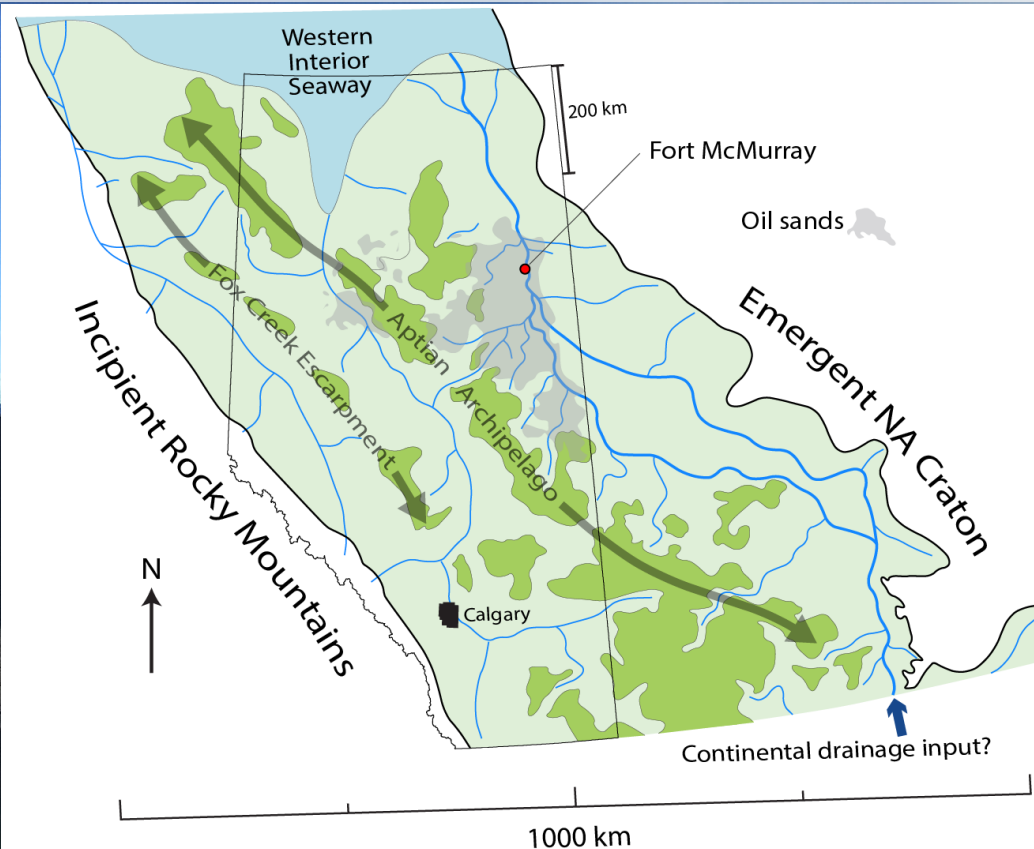 Western
Interior
Seaway
200 km
Fort McMurray
Oil sands
Emergent NA Craton
Fox Creek Escarpment
Aptian Archipelago
Incipient Rocky Mountains
N
Calgary
Continental drainage input?
1000 km